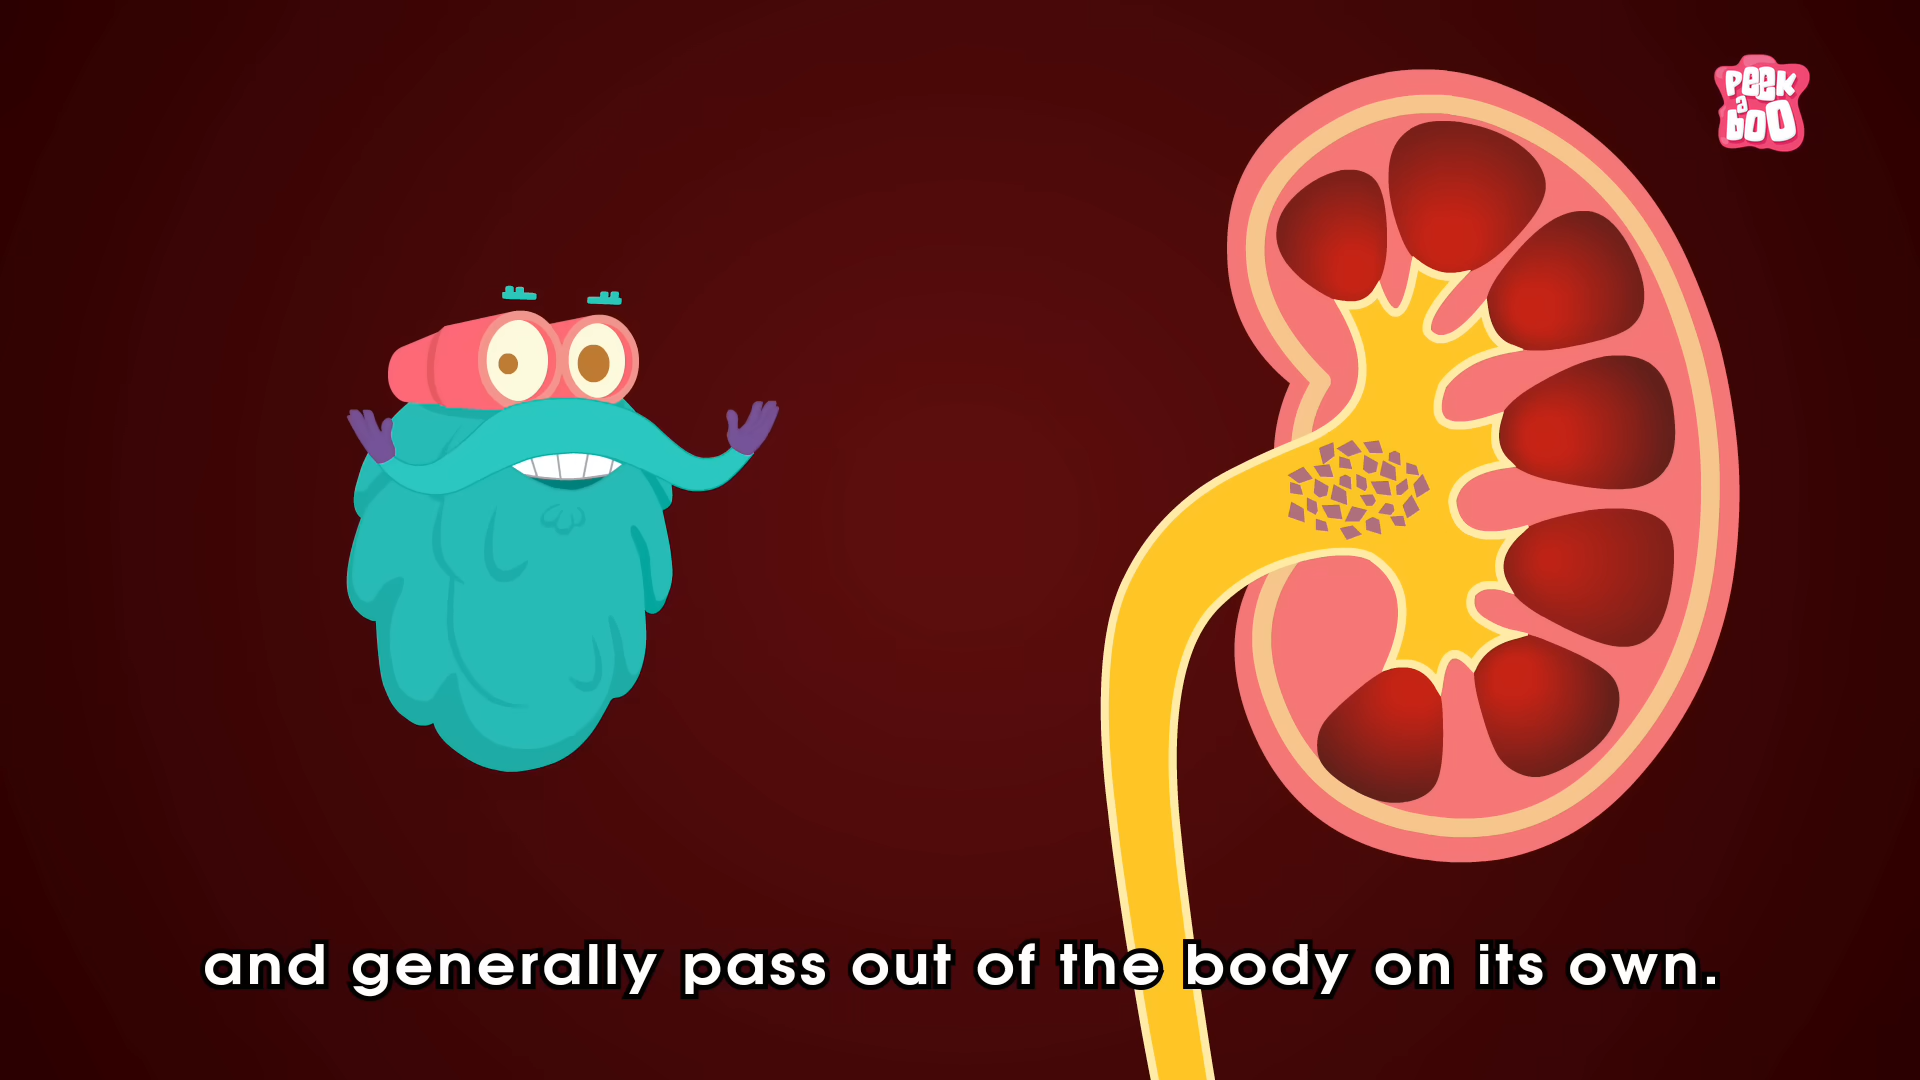 PEEK
a
boo
and generally pass out of the body on its own.